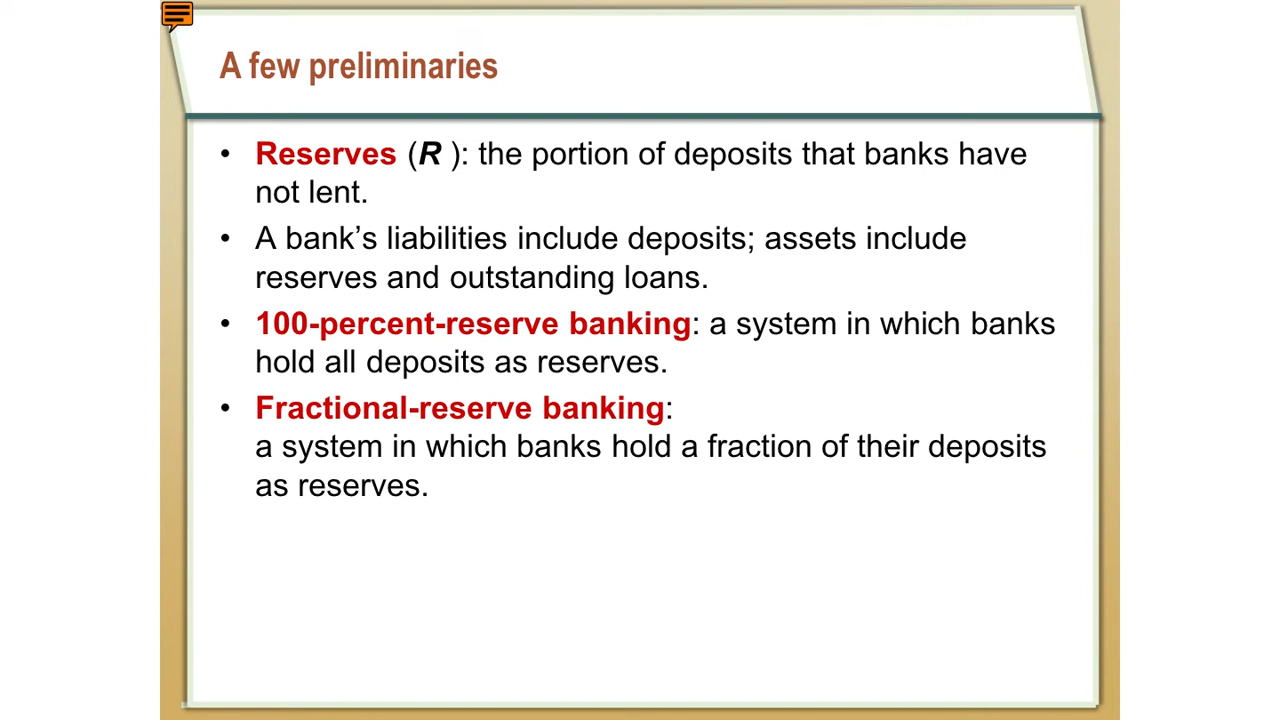 A few preliminaries
• Reserves (R ): the portion of deposits that banks have
not lent.
• A bank’s liabilities include deposits; assets include
reserves and outstanding loans.
• 100-percent-reserve banking: a system in which banks
hold all deposits as reserves.
• Fractional-reserve banking:
a system in which banks hold a fraction of their deposits
as reserves.